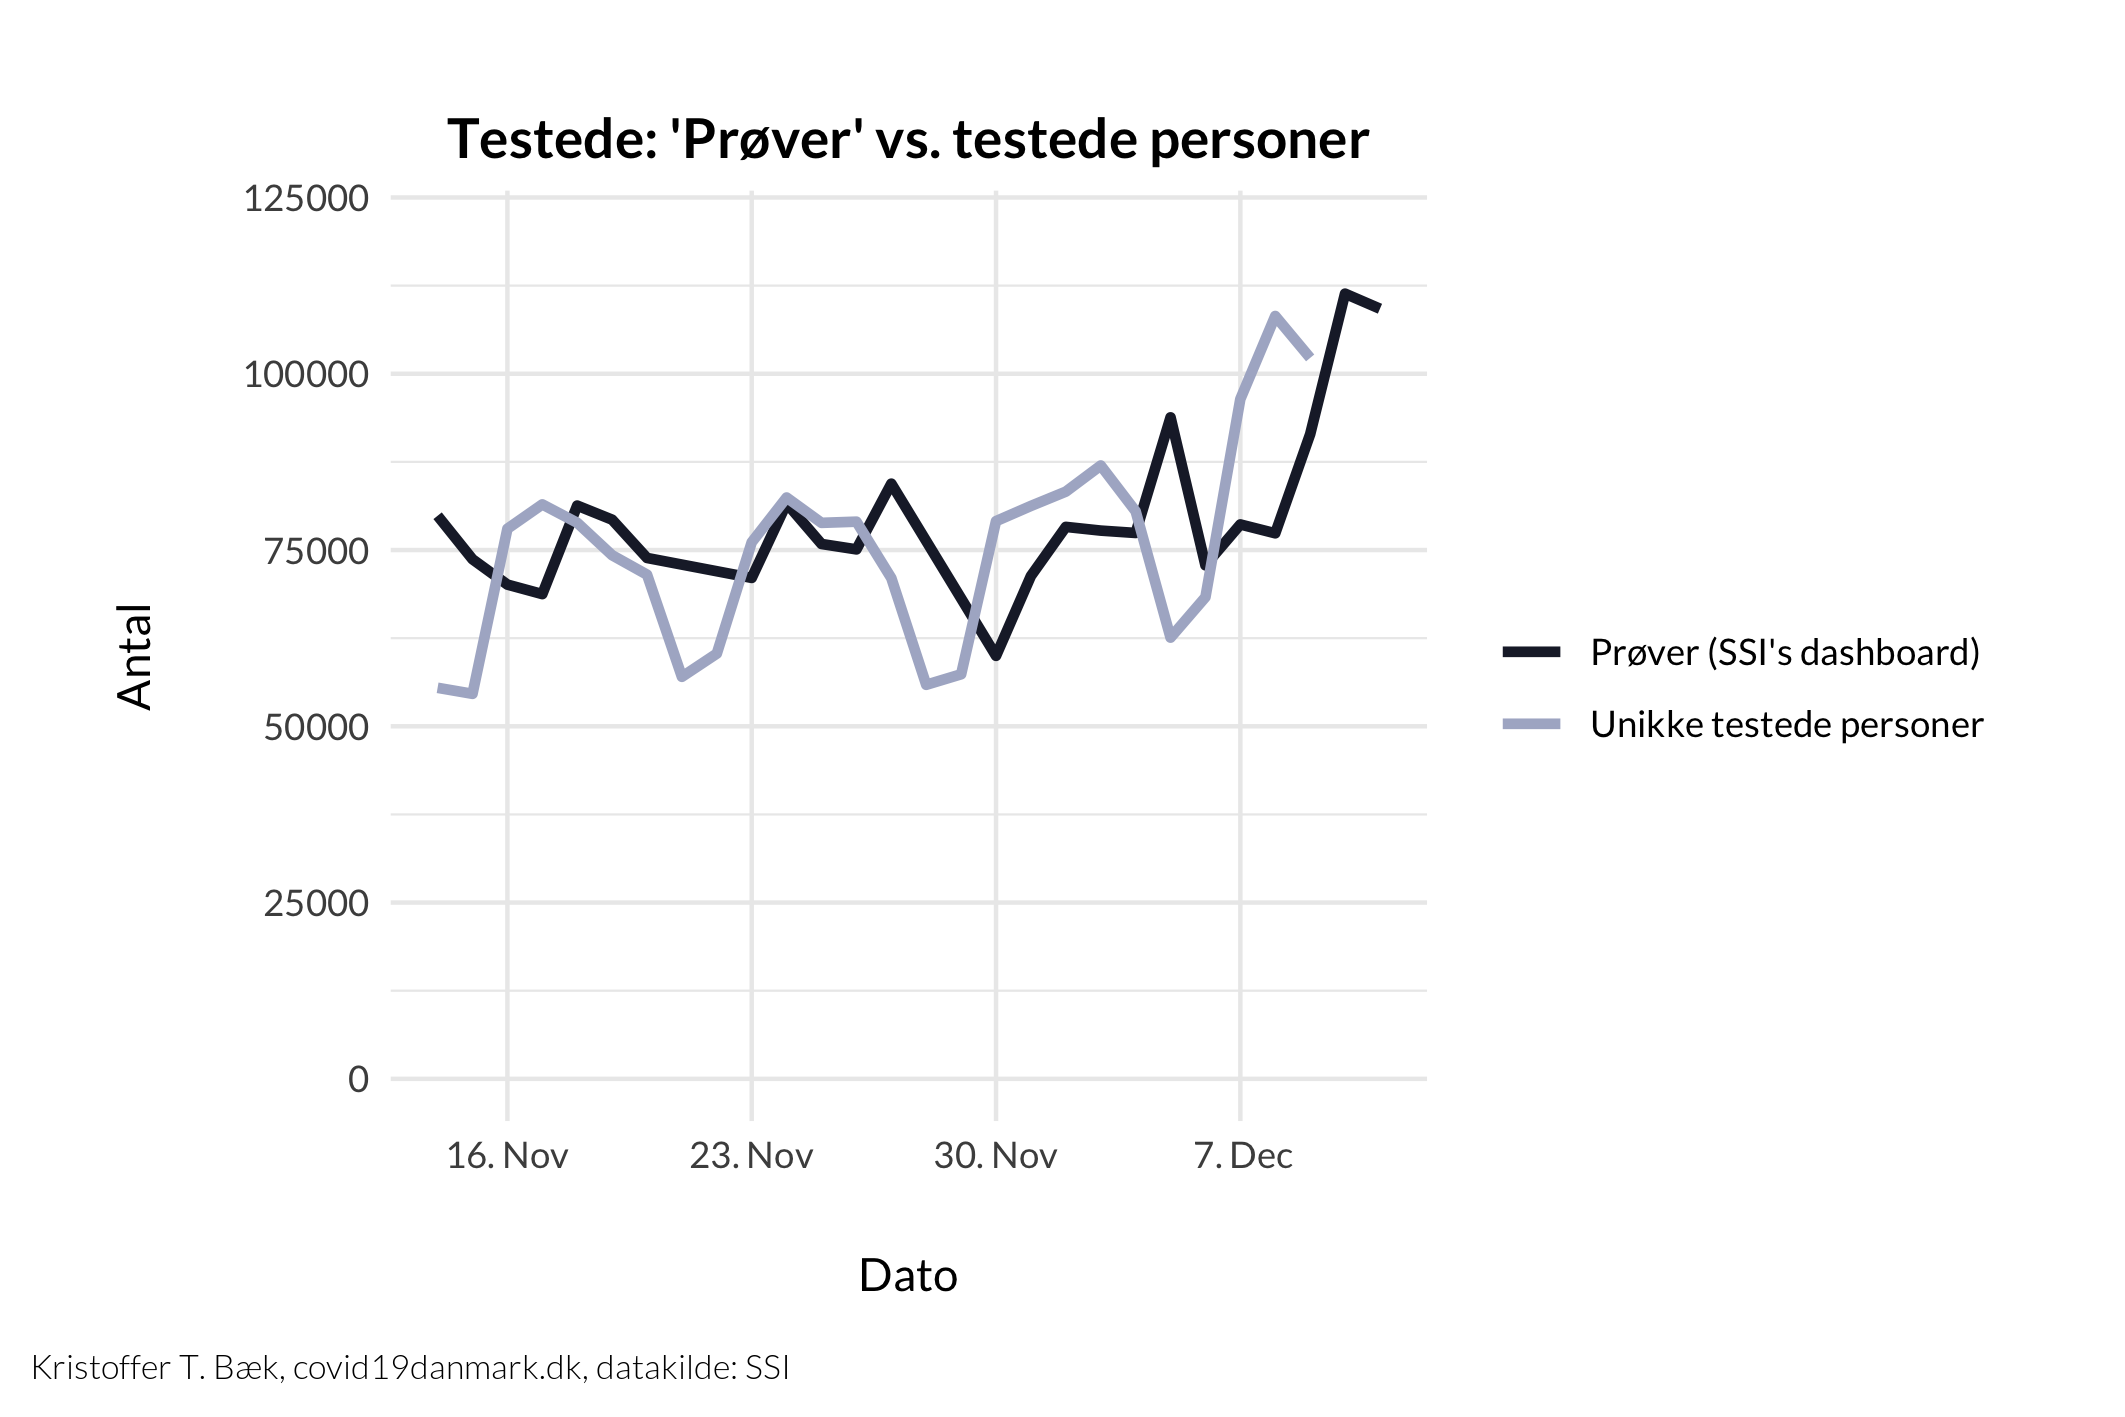 Testede: 'Prøver' vs. testede personer
125000
100000
75000
50000
25000
0
Antal
16. Nov
23. Nov
30. Nov
7. Dec
Dato
Prøver (SSI's dashboard)
Unikke testede personer
Kristoffer T. Bæk, covid19danmark.dk, datakilde: SSI